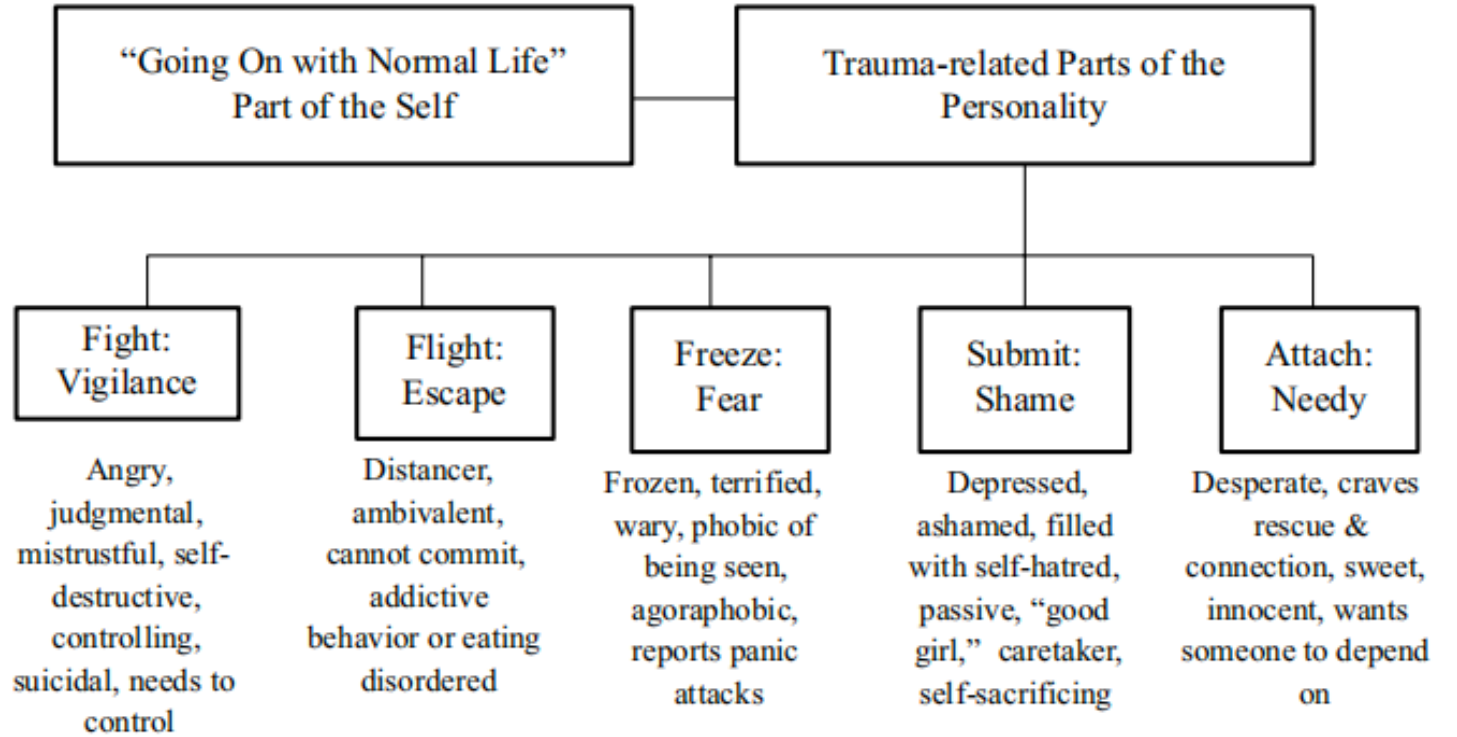 “Going On with Normal Life”
Part of the Self
Trauma-related Parts of the
Personality
Fight:
Vigilance
Flight:
Escape
Freeze:
Fear
Submit:
Shame
Attach:
Needy
Angry,
judgmental,
mistrustful, self-
destructive,
controlling,
suicidal, needs to
control
Distancer,
ambivalent,
cannot commit,
addictive
behavior or eating
disordered
Frozen, terrified,
wary, phobic of
being seen,
agoraphobic,
reports panic
attacks
Depressed,
ashamed, filled
with self-hatred,
passive, “good
girl,” caretaker,
self-sacrificing
Desperate, craves
rescue &
connection, sweet,
innocent, wants
someone to depend
on